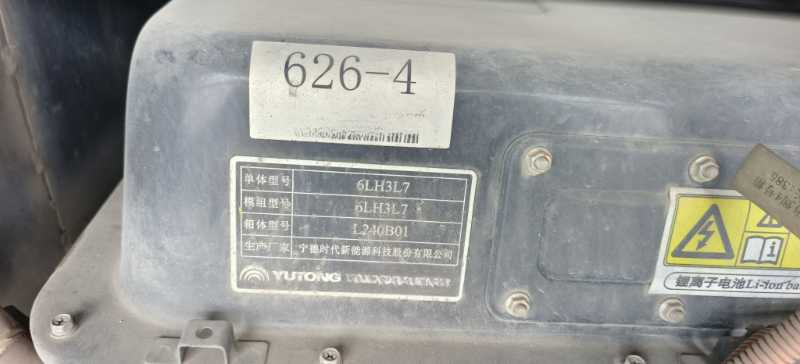 626-4
单体型号 6LH3L7
模组型号 6LH3L7
箱体型号 L240B01
生产厂家 宁德时代新能源科技股份有限公司
YUTONG
锂离子电池Li-ion ba